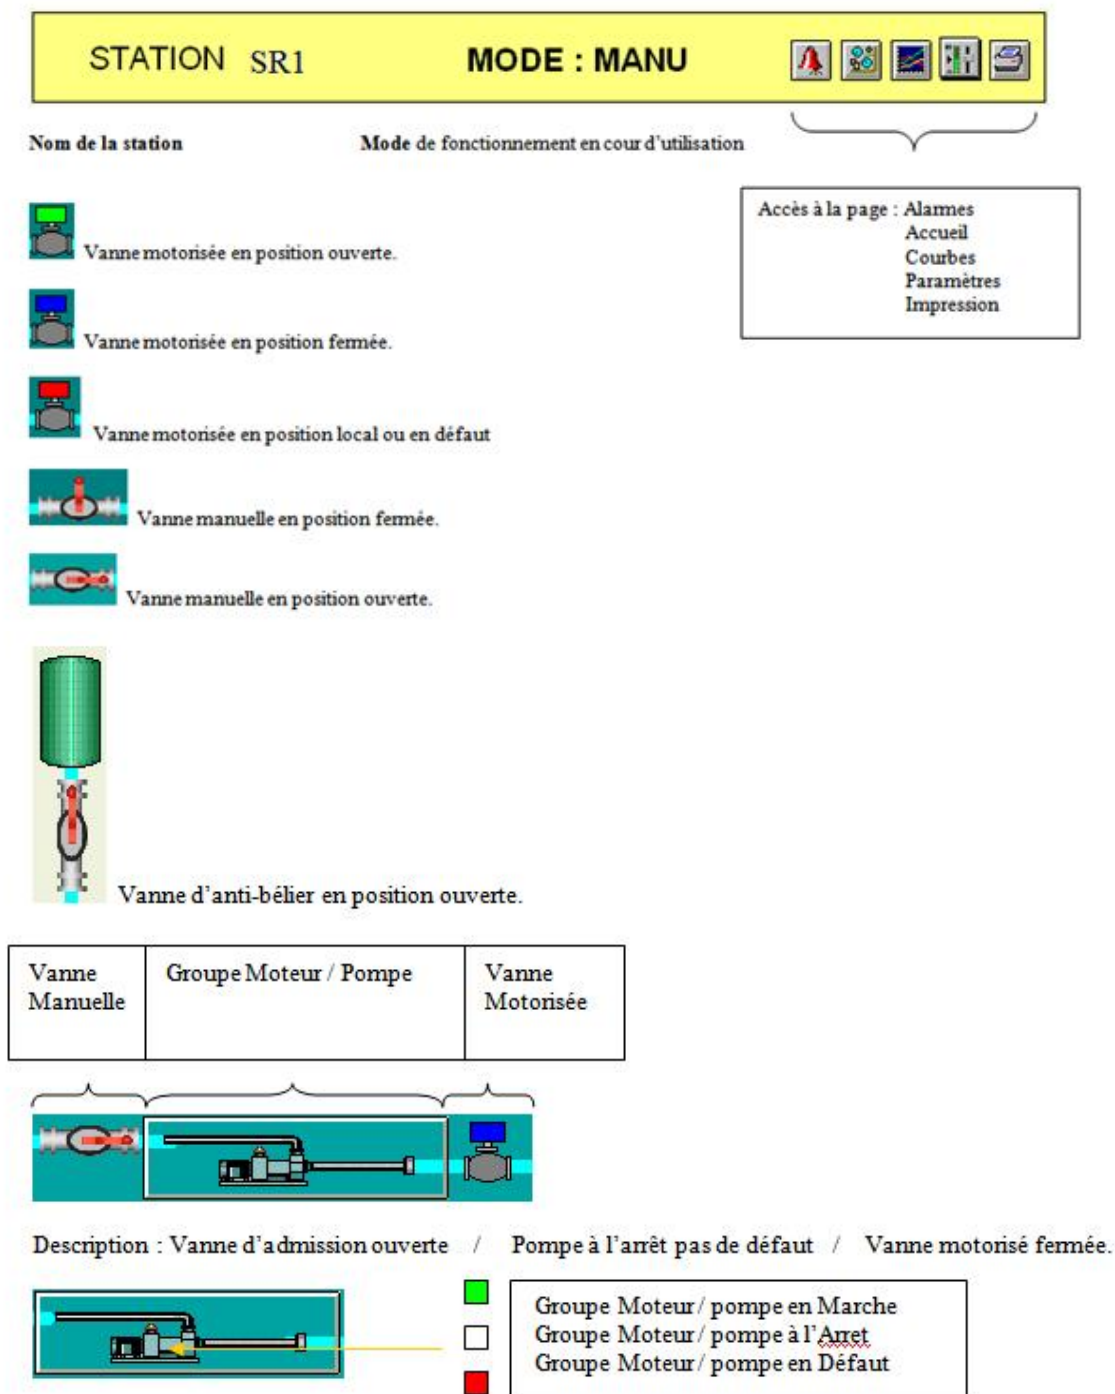 STATION SR1 MODE : MANU
Nom de la station Mode de fonctionnement en cour d'utilisation
Accès à la page : Alarmes
Accueil
Courbes
Paramètres
Impression
Vanne motorisée en position ouverte.
Vanne motorisée en position fermée.
Vanne motorisée en position local ou en défaut
Vanne manuelle en position fermée.
Vanne manuelle en position ouverte.
Vanne d'anti-bélier en position ouverte.
Vanne
Manuelle
Groupe Moteur / Pompe
Vanne
Motorisée
Description : Vanne d'admission ouverte / Pompe à l'arrêt pas de défaut / Vanne motorisé fermée.
Groupe Moteur / pompe en Marche
Groupe Moteur / pompe à l'Arret
Groupe Moteur / pompe en Défaut